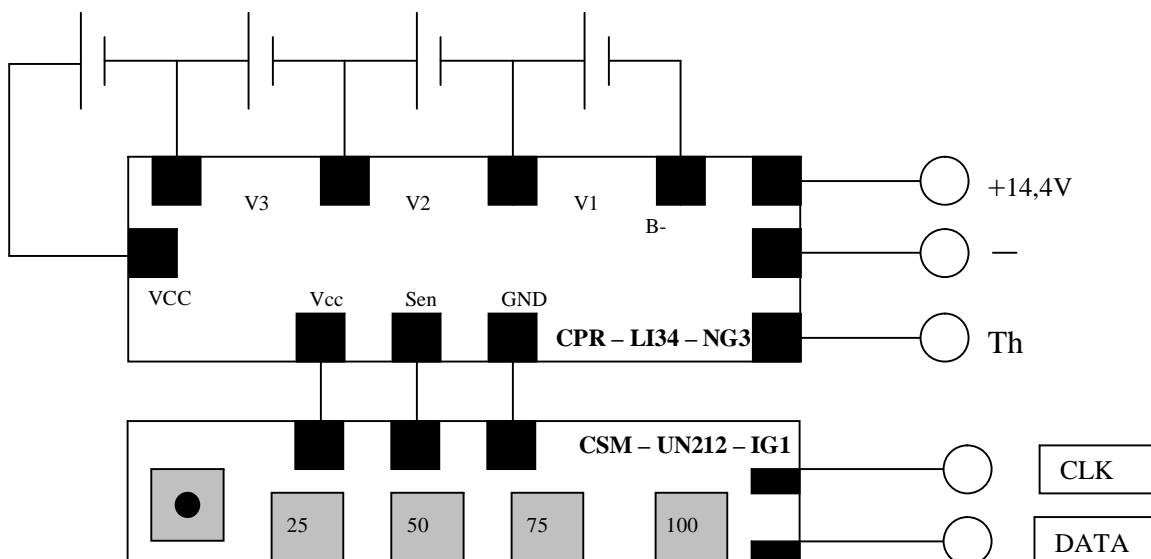 +14,4V
V3 V2 V1
B-
—
VCC Vcc Sen GND
CPR – LI34 – NG3
Th
CSM – UN212 – IG1
CLK
25 50 75 100
DATA